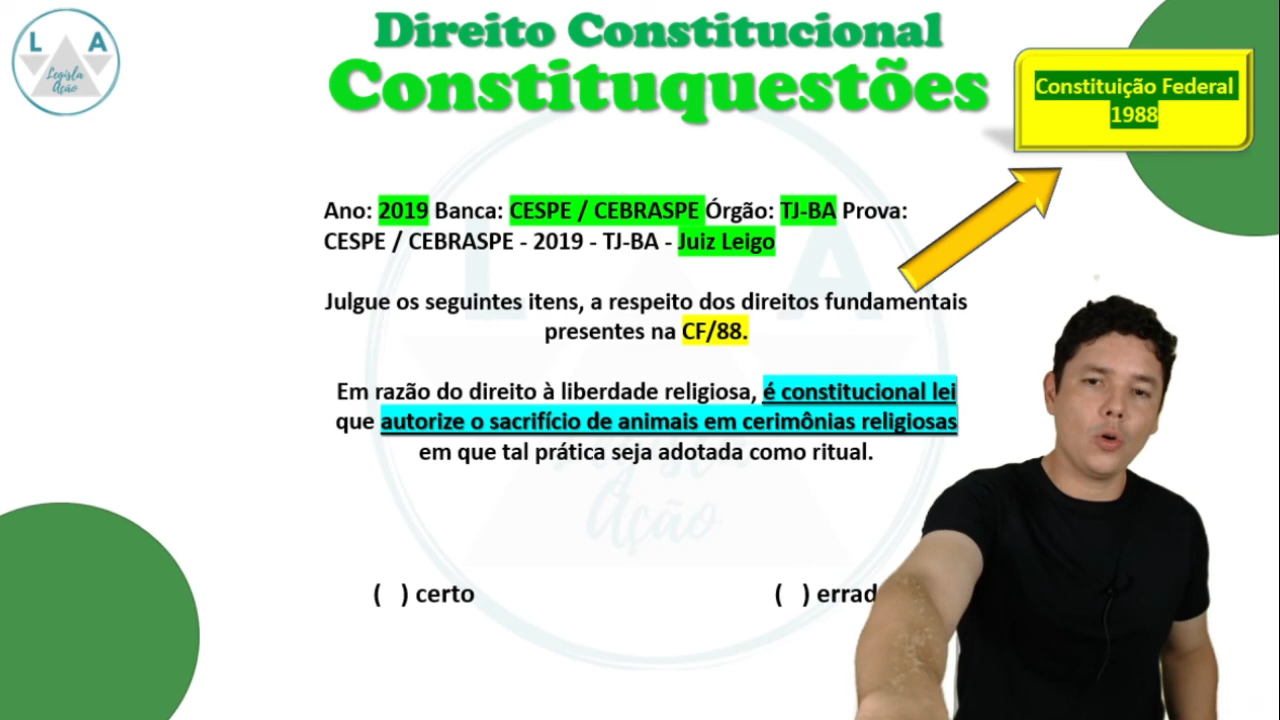 L A
Legisla
Ação
Direito Constitucional
Constituquestões
Constituição Federal
1988
Ano: 2019 Banca: CESPE / CEBRASPE Órgão: TJ-BA Prova:
CESPE / CEBRASPE - 2019 - TJ-BA - Juiz Leigo
Julgue os seguintes itens, a respeito dos direitos fundamentais
presentes na CF/88.
Em razão do direito à liberdade religiosa, é constitucional lei
que autorize o sacrifício de animais em cerimônias religiosas
em que tal prática seja adotada como ritual.
L A
Legisla
Ação
( ) certo ( ) errad